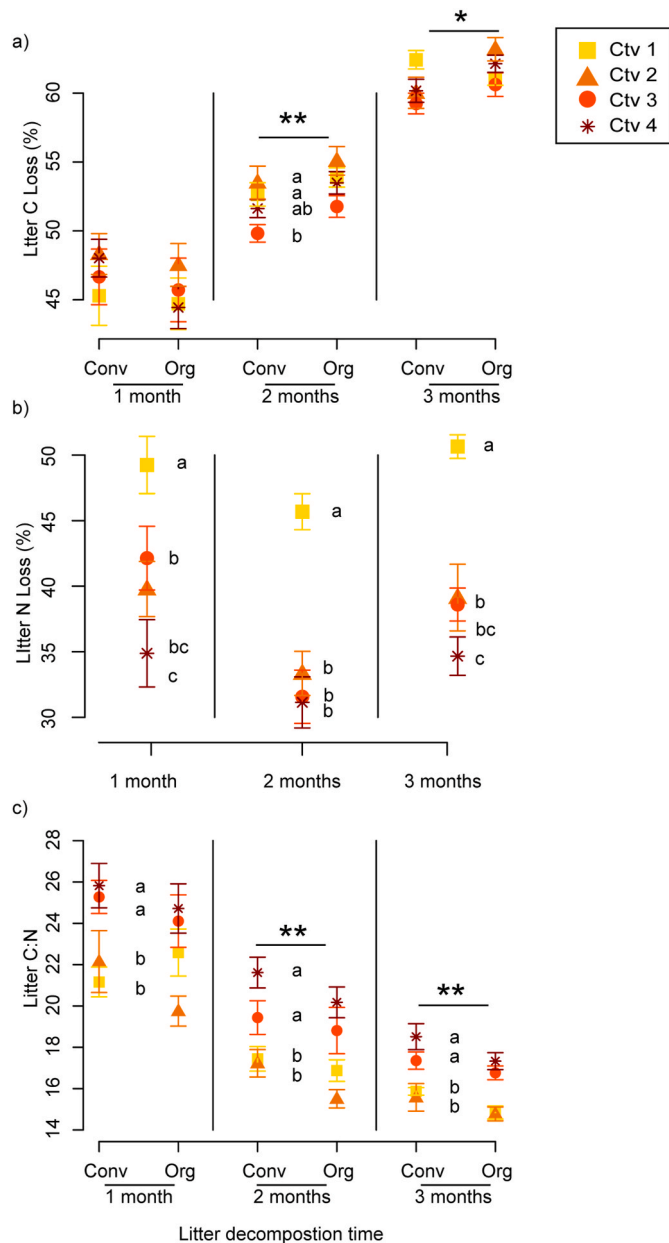 a)
*
Ctv 1
Ctv 2
Ctv 3
Ctv 4
Ltter C Loss (%)
60
55
50
45
**
a
a
ab
b
Conv Org Conv Org Conv Org
1 month 2 months 3 months
b)
LItter N Loss (%)
50
45
40
35
30
a
b
bc
c
a
b
b
b
a
b
bc
c
1 month 2 months 3 months
c)
Litter C:N
28
26
24
22
20
18
16
14
a
a
b
b
**
a
a
b
b
**
a
a
b
b
Conv Org Conv Org Conv Org
1 month 2 months 3 months
Litter decompostion time